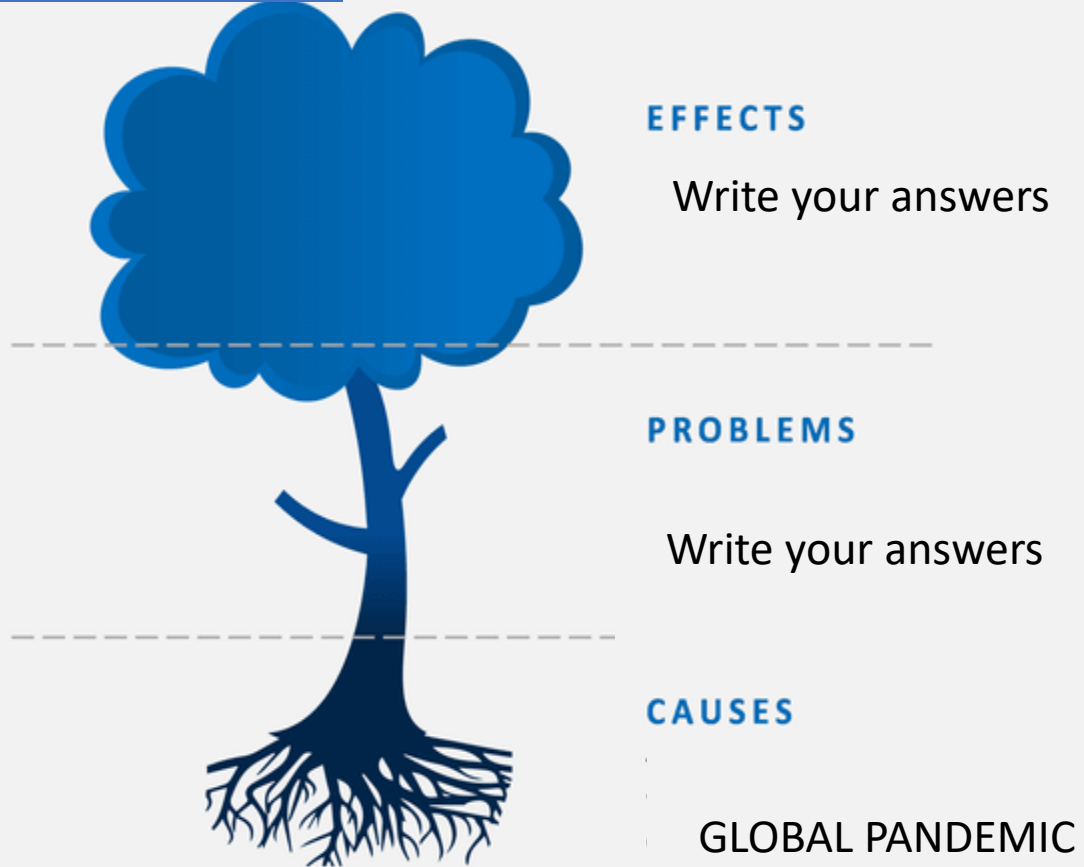 EFFECTS
Write your answers
PROBLEMS
Write your answers
CAUSES
GLOBAL PANDEMIC